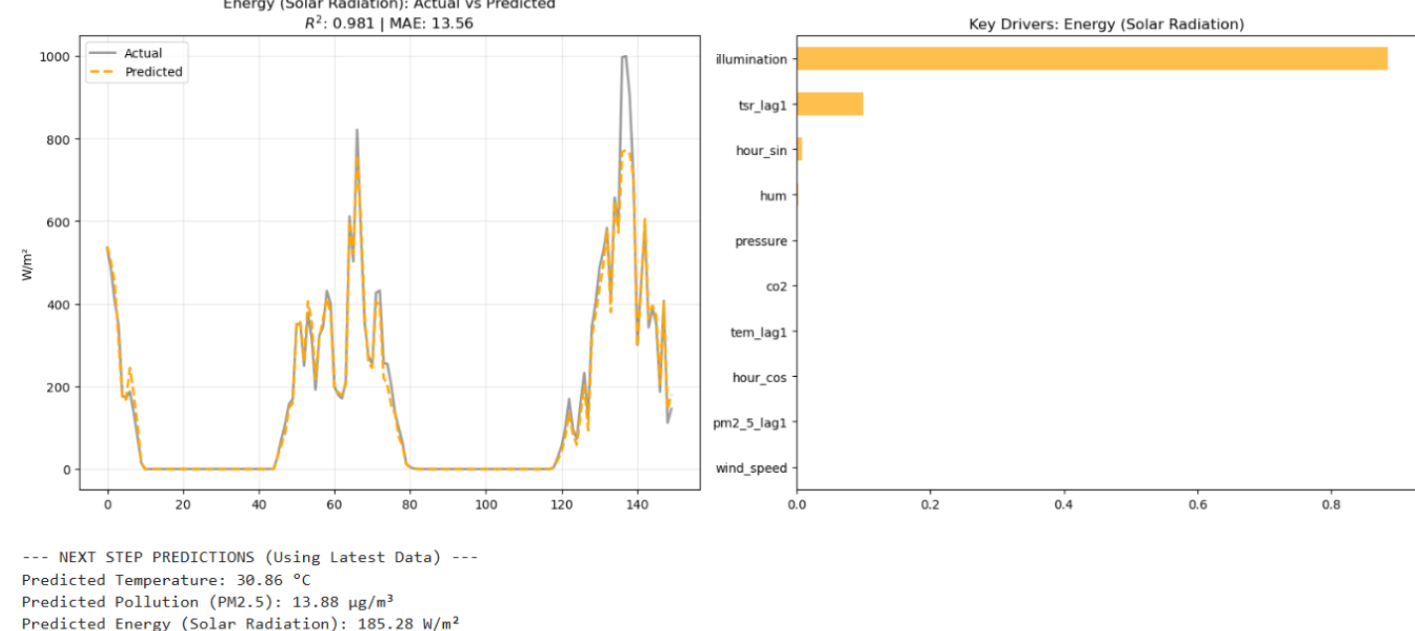 Energy (Solar Radiation): Actual vs Predicted
R²: 0.981 | MAE: 13.56
Actual
Predicted
W/m²
1000
800
600
400
200
0
0 20 40 60 80 100 120 140
Key Drivers: Energy (Solar Radiation)
illumination
tsr_lag1
hour_sin
hum
pressure
co2
tem_lag1
hour_cos
pm2_5_lag1
wind_speed
0.0 0.2 0.4 0.6 0.8
--- NEXT STEP PREDICTIONS (Using Latest Data) ---
Predicted Temperature: 30.86 °C
Predicted Pollution (PM2.5): 13.88 µg/m³
Predicted Energy (Solar Radiation): 185.28 W/m²